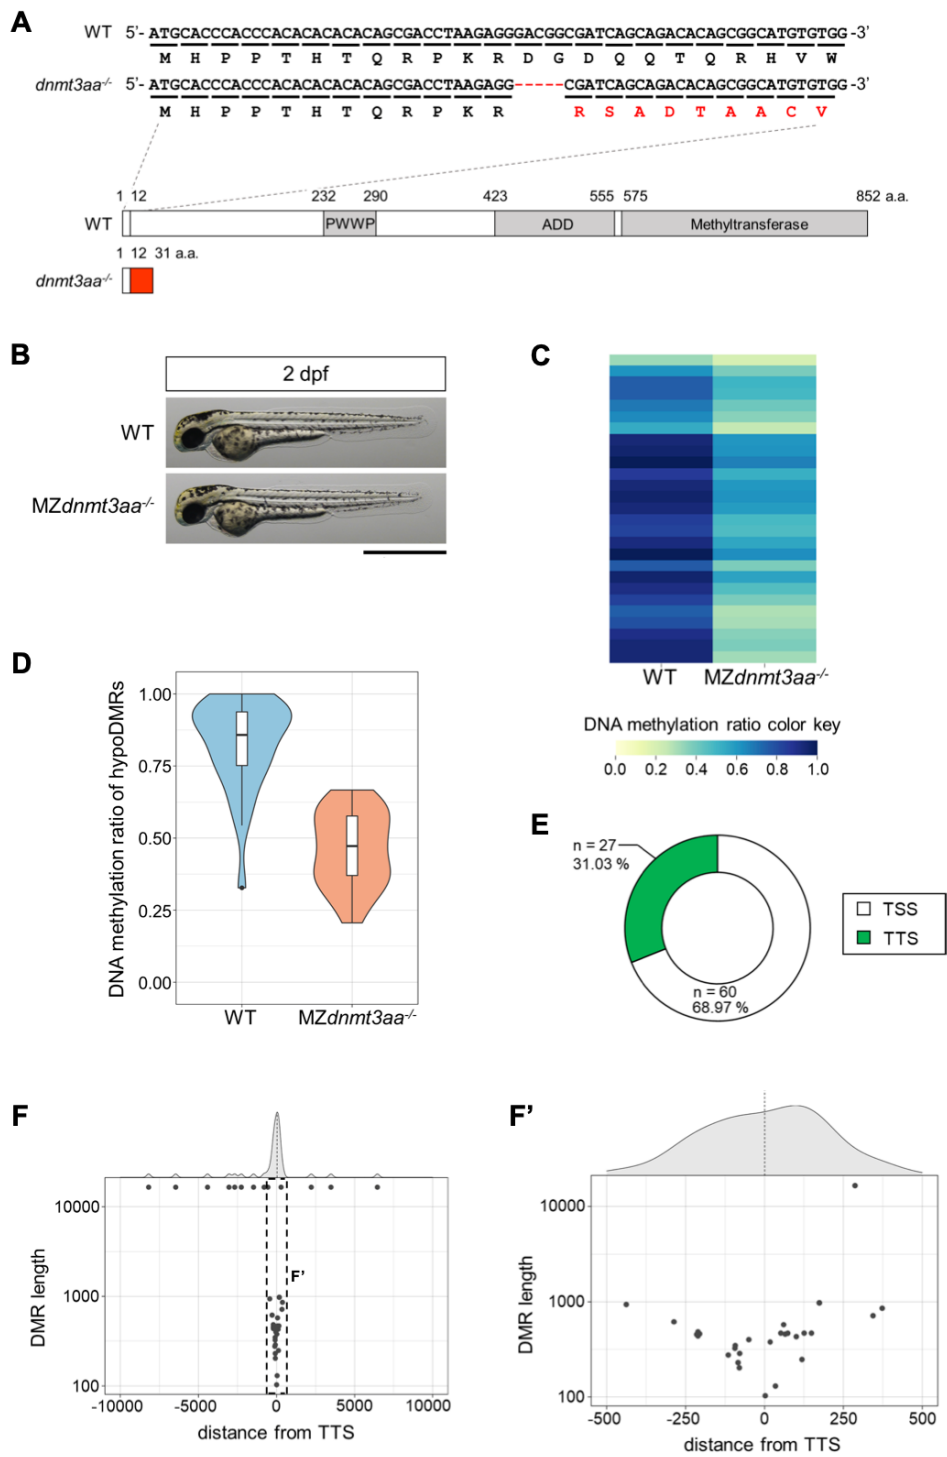 A
WT 5'- ATGCACCCACCCACACACACACAGCGACCTAAGAGGGACGGCGATCAGCAGACACAGCGGCATGTGTGG -3'
M H P P T H T Q R P K R D G D Q Q T Q R H V W
dnmt3aa-/- 5'- ATGCACCCACCCACACACACACAGCGACCTAAGAGG-----CGATCAGCAGACACAGCGGCATGTGTGG -3'
M H P P T H T Q R P K R R S A D T A A C V
1 12 232 290 423 555 575 852 a.a.
WT PWWP ADD Methyltransferase
1 12 31 a.a.
dnmt3aa-/-
B
2 dpf
WT
MZdnmt3aa-/-
C
WT MZdnmt3aa-/-
DNA methylation ratio color key
0.0 0.2 0.4 0.6 0.8 1.0
D
DNA methylation ratio of hypoDMRs
1.00
0.75
0.50
0.25
0.00
WT MZdnmt3aa-/-
E
n = 27
31.03 %
n = 60
68.97 %
TSS
TTS
F
DMR length
10000
1000
100
F'
-10000 -5000 0 5000 10000
distance from TTS
F'
DMR length
10000
1000
100
-500 -250 0 250 500
distance from TTS